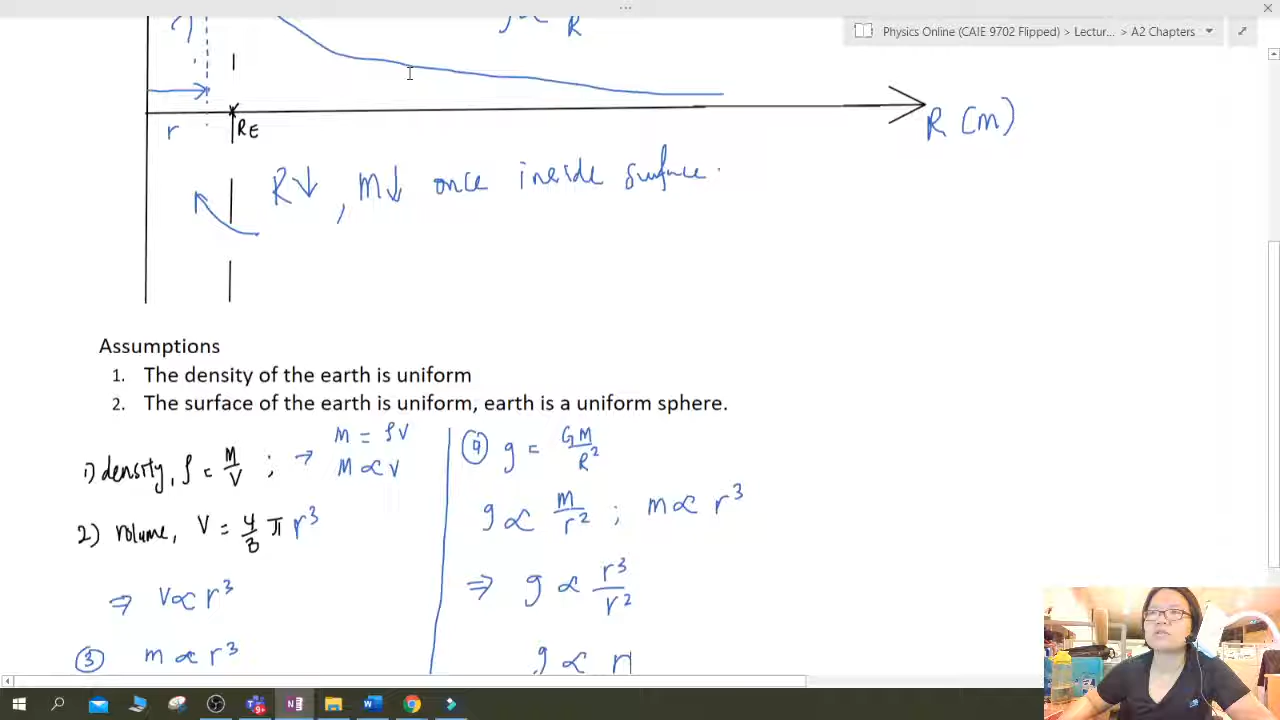 Physics Online (CAIE 9702 Flipped) > Lectur... > A2 Chapters
R
r
RE
R (m)
R↓, M↓ once inside surface.
Assumptions
1. The density of the earth is uniform
2. The surface of the earth is uniform, earth is a uniform sphere.
1) density, ρ = M/V ; → M = ρV
M ∝ V
2) volume, V = 4/3 π r³
⇒ V ∝ r³
③ m ∝ r³
④ g = GM/R²
g ∝ m/r² ; m ∝ r³
⇒ g ∝ r³/r²
g ∝ r